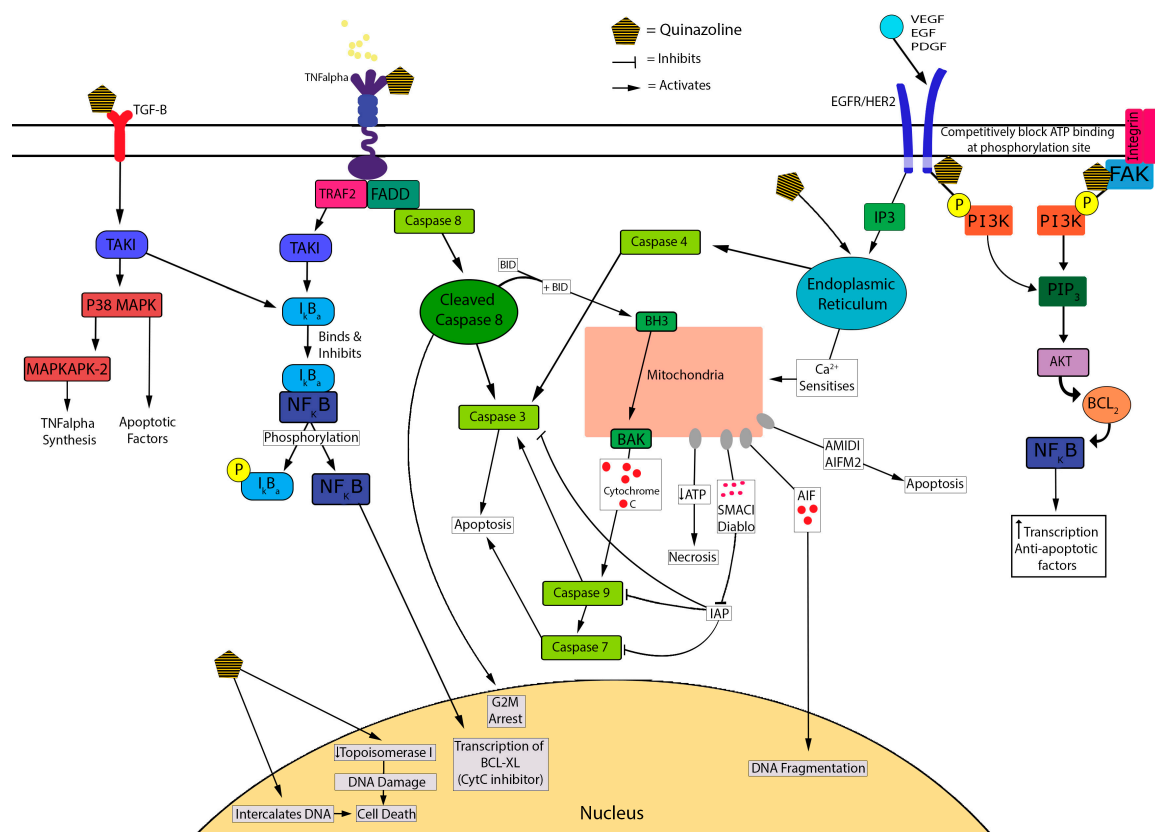 = Quinazoline
= Inhibits
= Activates
VEGF
EGF
PDGF
TNFalpha
TGF-B
EGFR/HER2
Competitively block ATP binding
at phosphorylation site
Integrin
FAK
TRAF2
FADD
Caspase 8
P
PI3K
P
PI3K
IP3
TAKI
TAKI
Caspase 4
BID
+ BID
Endoplasmic
Reticulum
PIP3
P38 MAPK
IkBa
Cleaved
Caspase 8
BH3
Binds &
Inhibits
MAPKAPK-2
IkBa
NFkB
Mitochondria
Ca2+
Sensitises
AKT
BCL2
TNFalpha
Synthesis
Apoptotic
Factors
Phosphorylation
Caspase 3
BAK
AMIDI
AIFM2
NFkB
P
IkBa
NFkB
Cytochrome
C
↓ATP
SMACI
Diablo
AIF
Apoptosis
Apoptosis
Necrosis
↑Transcription
Anti-apoptotic
factors
Caspase 9
IAP
Caspase 7
G2M
Arrest
Transcription of
BCL-XL
(CytC inhibitor)
↓Topoisomerase I
DNA Damage
Intercalates DNA
Cell Death
DNA Fragmentation
Nucleus